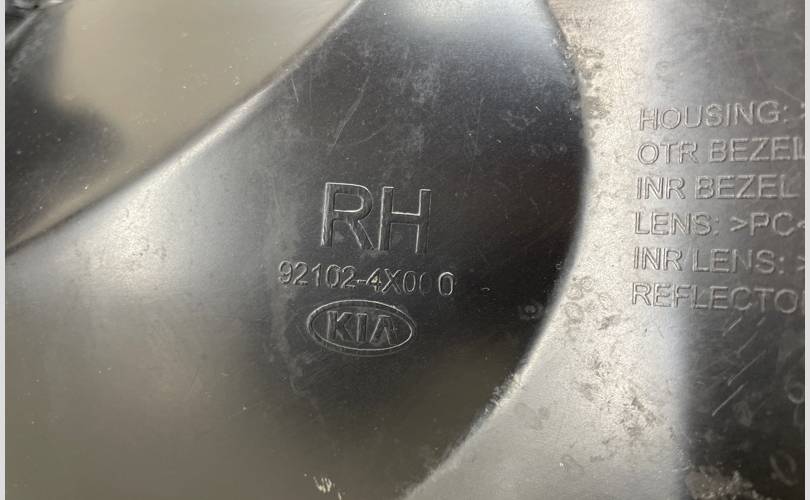 RH
92102-4X000
KIA
HOUSING:
OTR BEZEL
INR BEZEL
LENS: >PC<
INR LENS: >
REFLECTO